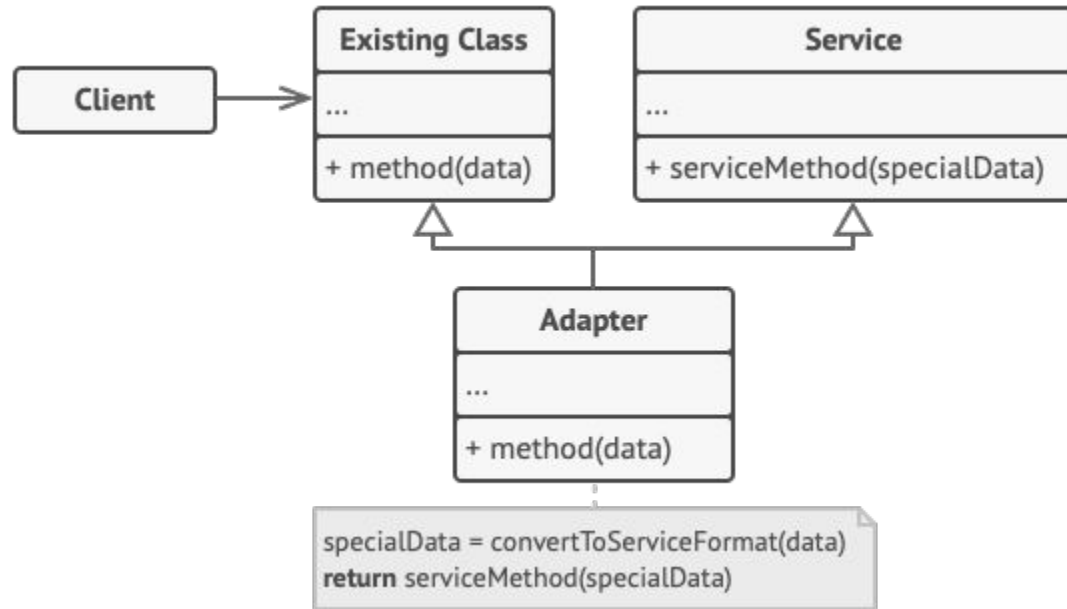 Client
Existing Class
...
+ method(data)
Service
...
+ serviceMethod(specialData)
Adapter
...
+ method(data)
specialData = convertToServiceFormat(data)
return serviceMethod(specialData)